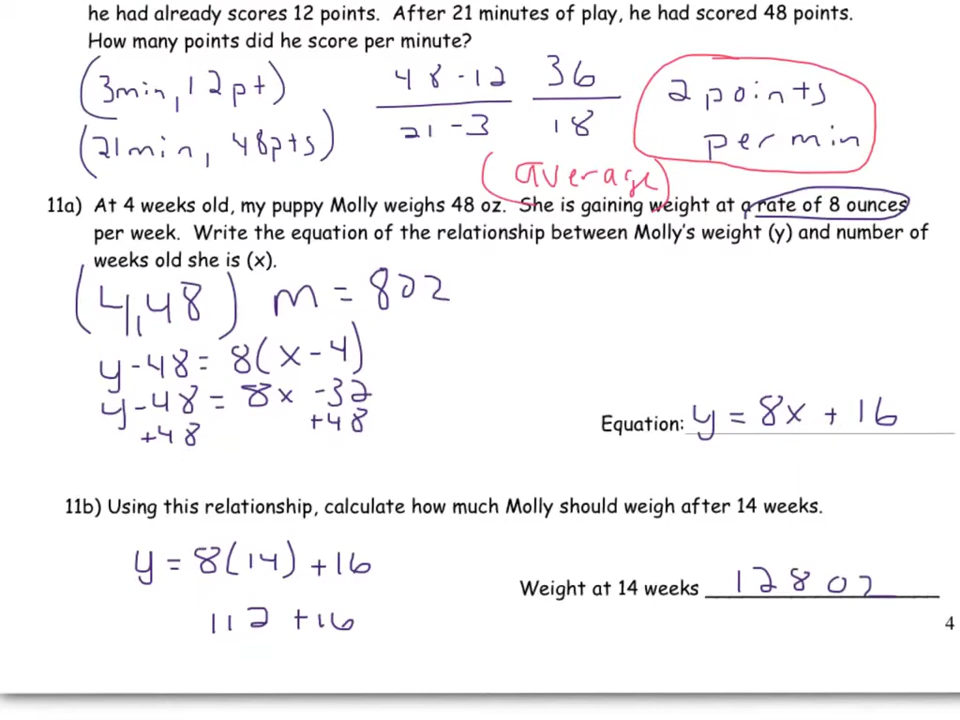 he had already scores 12 points. After 21 minutes of play, he had scored 48 points.
How many points did he score per minute?
(3min, 12pt) 48-12 36 2 points
(21min, 48pts) 21-3 18 per min
(average)
11a) At 4 weeks old, my puppy Molly weighs 48 oz. She is gaining weight at a rate of 8 ounces
per week. Write the equation of the relationship between Molly's weight (y) and number of
weeks old she is (x).
(4,48) m = 8oz
y-48= 8(x-4)
y-48 = 8x -32
+48 +48
Equation: y = 8x + 16
11b) Using this relationship, calculate how much Molly should weigh after 14 weeks.
y = 8(14) +16
Weight at 14 weeks 128oz
112 +16
4